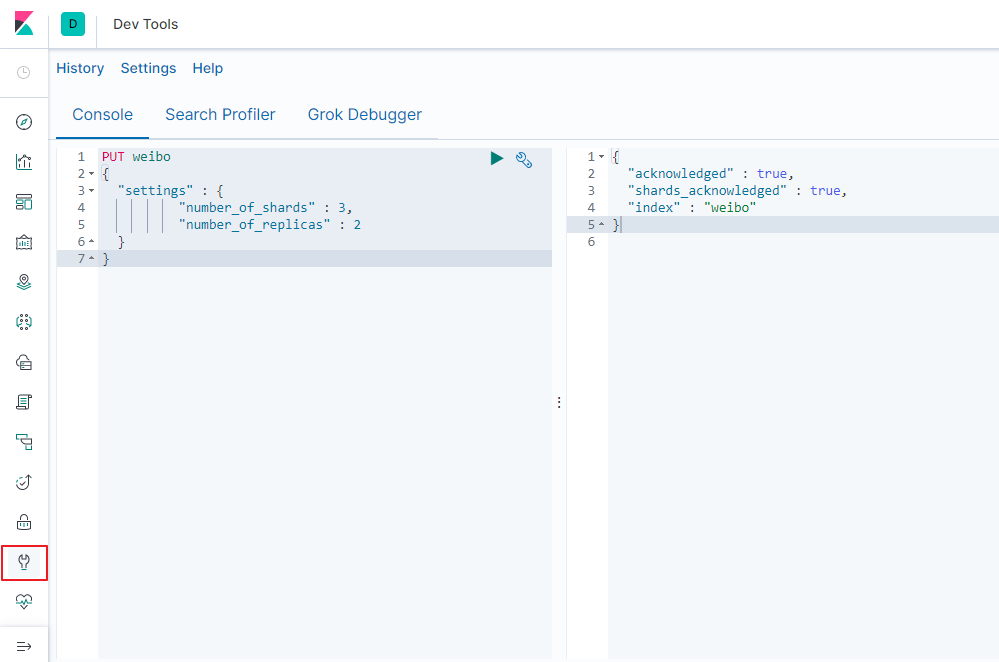 D Dev Tools
History Settings Help
Console Search Profiler Grok Debugger
1 PUT weibo
2 {
3 "settings" : {
4 "number_of_shards" : 3,
5 "number_of_replicas" : 2
6 }
7 }
1 {
2 "acknowledged" : true,
3 "shards_acknowledged" : true,
4 "index" : "weibo"
5 }
6